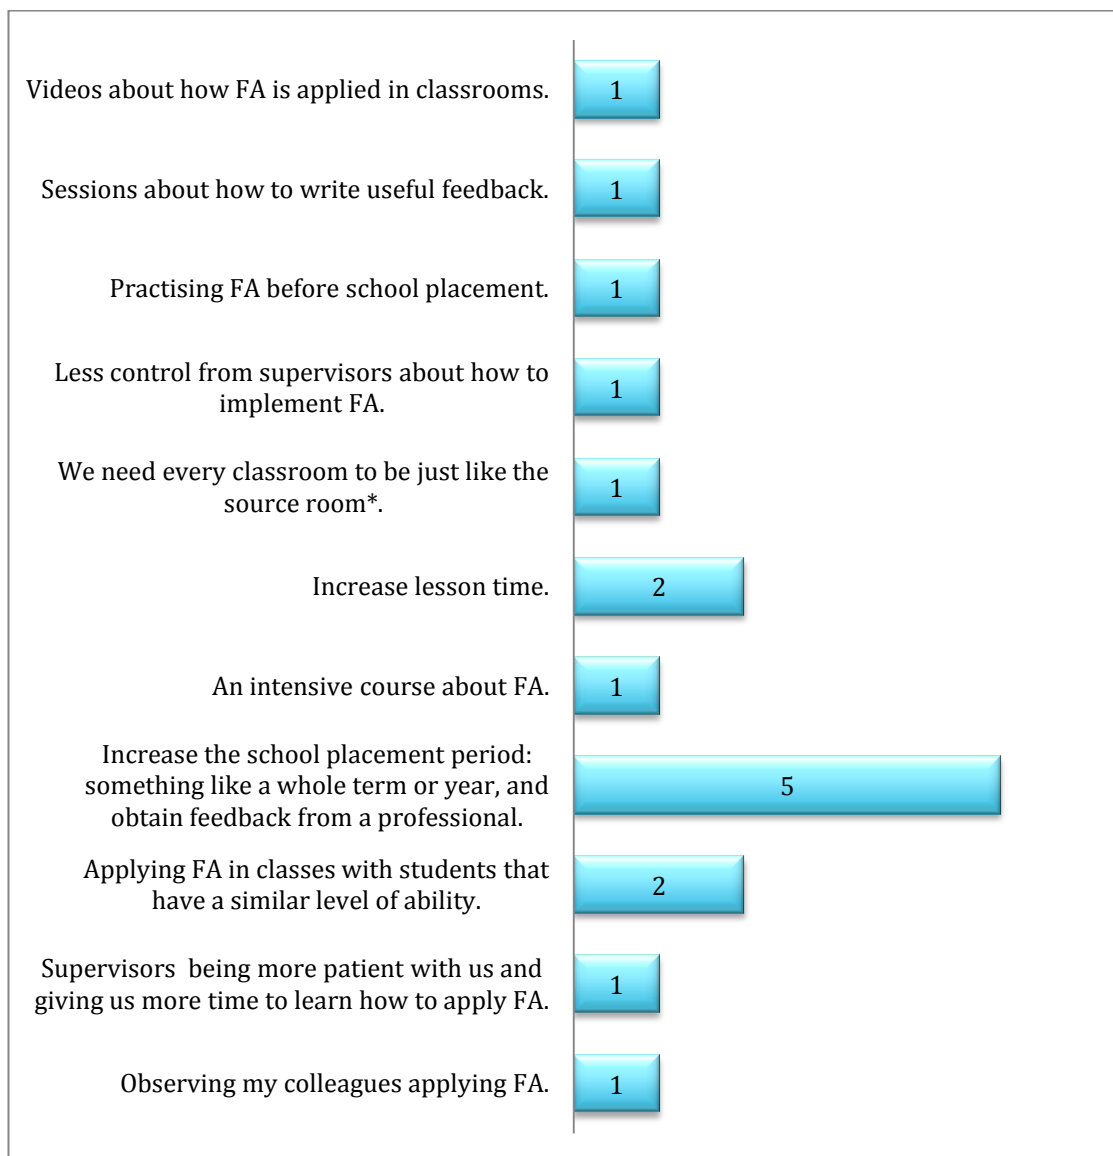 Videos about how FA is applied in classrooms.
1
Sessions about how to write useful feedback.
1
Practising FA before school placement.
1
Less control from supervisors about how to
implement FA.
1
We need every classroom to be just like the
source room*.
1
Increase lesson time.
2
An intensive course about FA.
1
Increase the school placement period:
something like a whole term or year, and
obtain feedback from a professional.
5
Applying FA in classes with students that
have a similar level of ability.
2
Supervisors  being more patient with us and
giving us more time to learn how to apply FA.
1
Observing my colleagues applying FA.
1